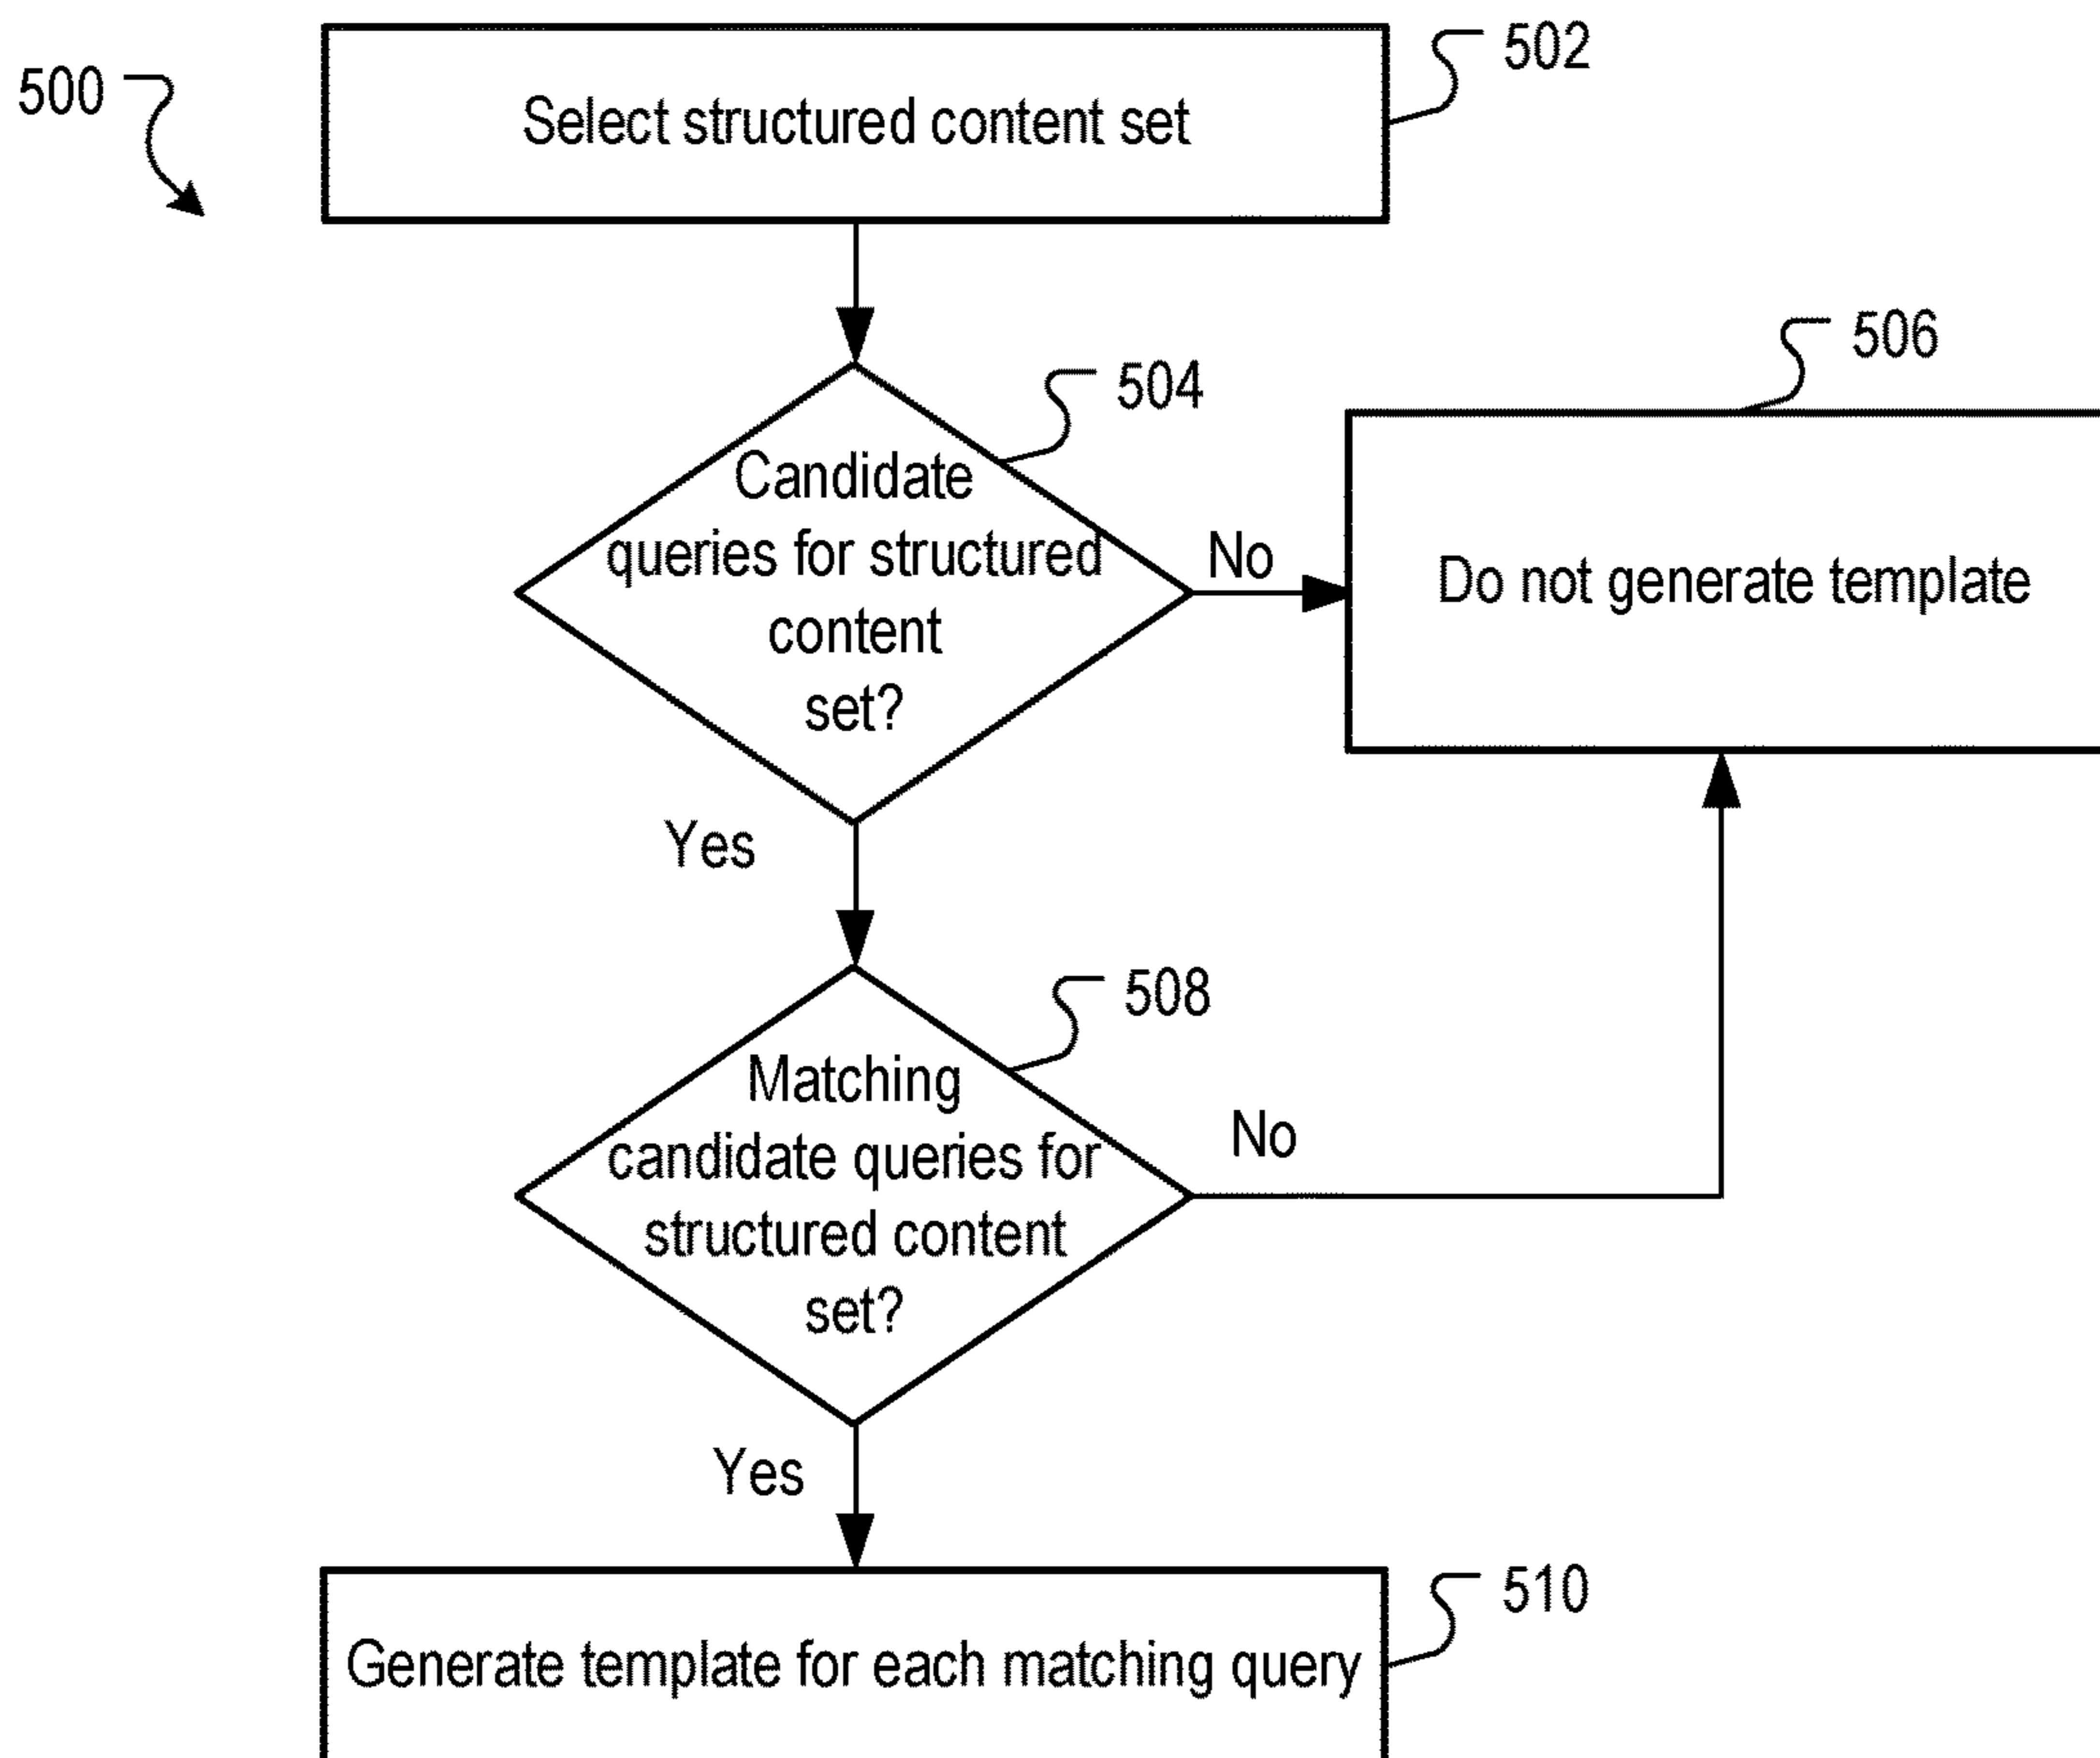 500
Select structured content set
502
504
506
Candidate
queries for structured
content
set?
No
Do not generate template
Yes
508
Matching
candidate queries for
structured content
set?
No
Yes
510
Generate template for each matching query